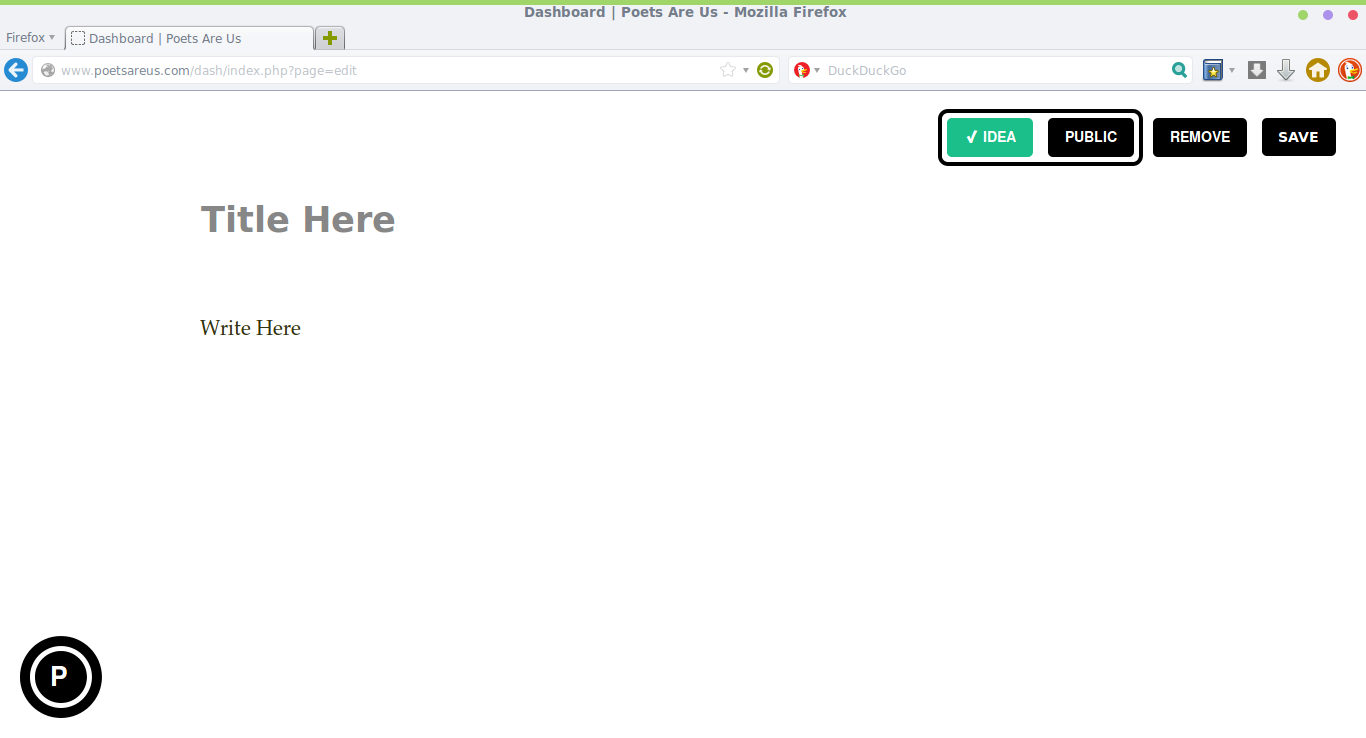 Dashboard | Poets Are Us - Mozilla Firefox
Firefox
Dashboard | Poets Are Us
www.poetsareus.com/dash/index.php?page=edit
DuckDuckGo
✓ IDEA PUBLIC REMOVE SAVE
Title Here
Write Here
P